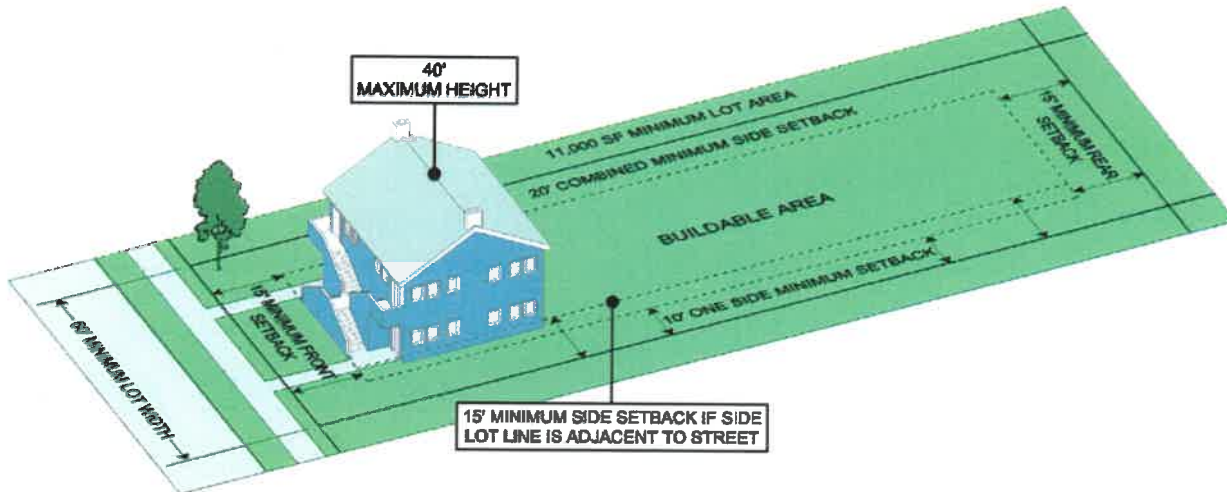 40'
MAXIMUM HEIGHT
11,000 SF MINIMUM LOT AREA
20' COMBINED MINIMUM SIDE SETBACK
15' MINIMUM REAR
SETBACK
BUILDABLE AREA
10' ONE SIDE MINIMUM SETBACK
15' MINIMUM FRONT
SETBACK
60' MINIMUM LOT WIDTH
15' MINIMUM SIDE SETBACK IF SIDE
LOT LINE IS ADJACENT TO STREET